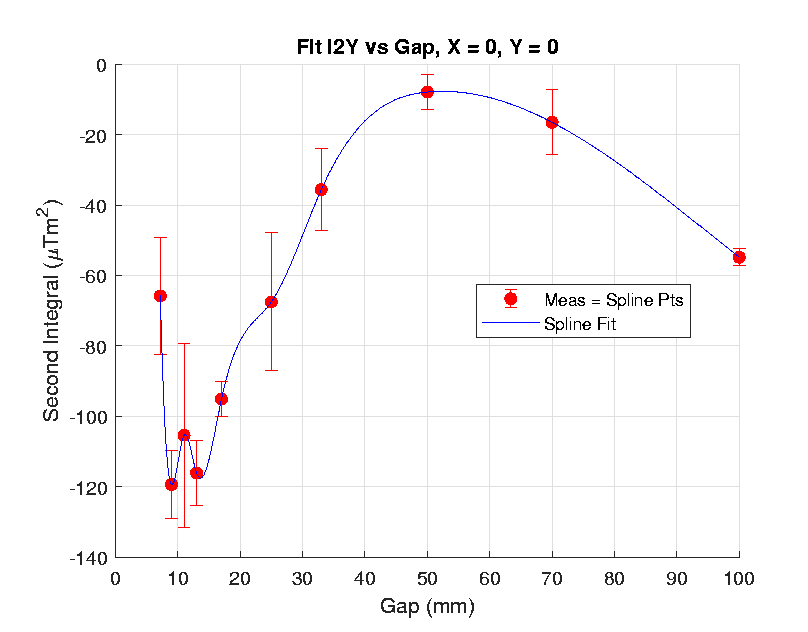 FIt I2Y vs Gap, X = 0, Y = 0
Second Integral (μTm²)
0
-20
-40
-60
-80
-100
-120
-140
Meas = Spline Pts
Spline Fit
0 10 20 30 40 50 60 70 80 90 100
Gap (mm)